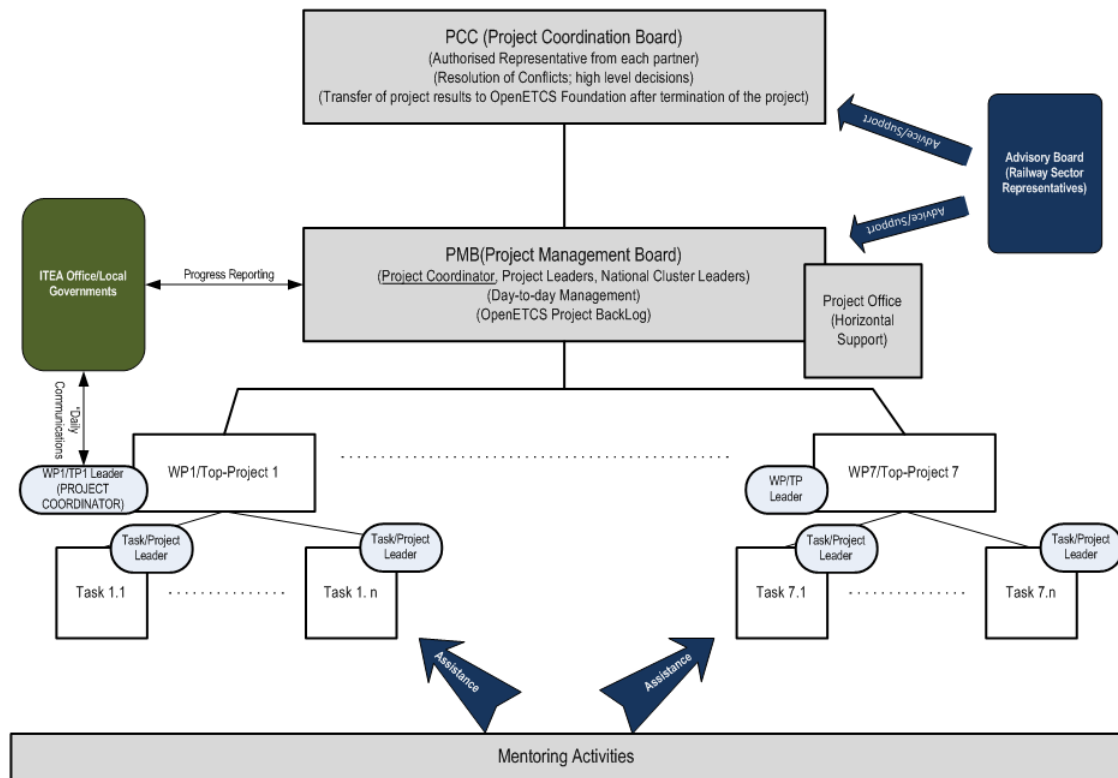 PCC (Project Coordination Board)
(Authorised Representative from each partner)
(Resolution of Conflicts; high level decisions)
(Transfer of project results to OpenETCS Foundation after termination of the project)
Advice/Support
Advisory Board
(Railway Sector
Representatives)
Advice/Support
ITEA Office/Local
Governments
Progress Reporting
PMB(Project Management Board)
(Project Coordinator, Project Leaders, National Cluster Leaders)
(Day-to-day Management)
(OpenETCS Project BackLog)
Project Office
(Horizontal
Support)
"Daily
Communications
WP1/Top-Project 1
WP1/TP1 Leader
(PROJECT
COORDINATOR)
WP7/Top-Project 7
WP/TP
Leader
Task/Project
Leader
Task/Project
Leader
Task/Project
Leader
Task/Project
Leader
Task 1.1
Task 1. n
Task 7.1
Task 7.n
Assistance
Assistance
Mentoring Activities